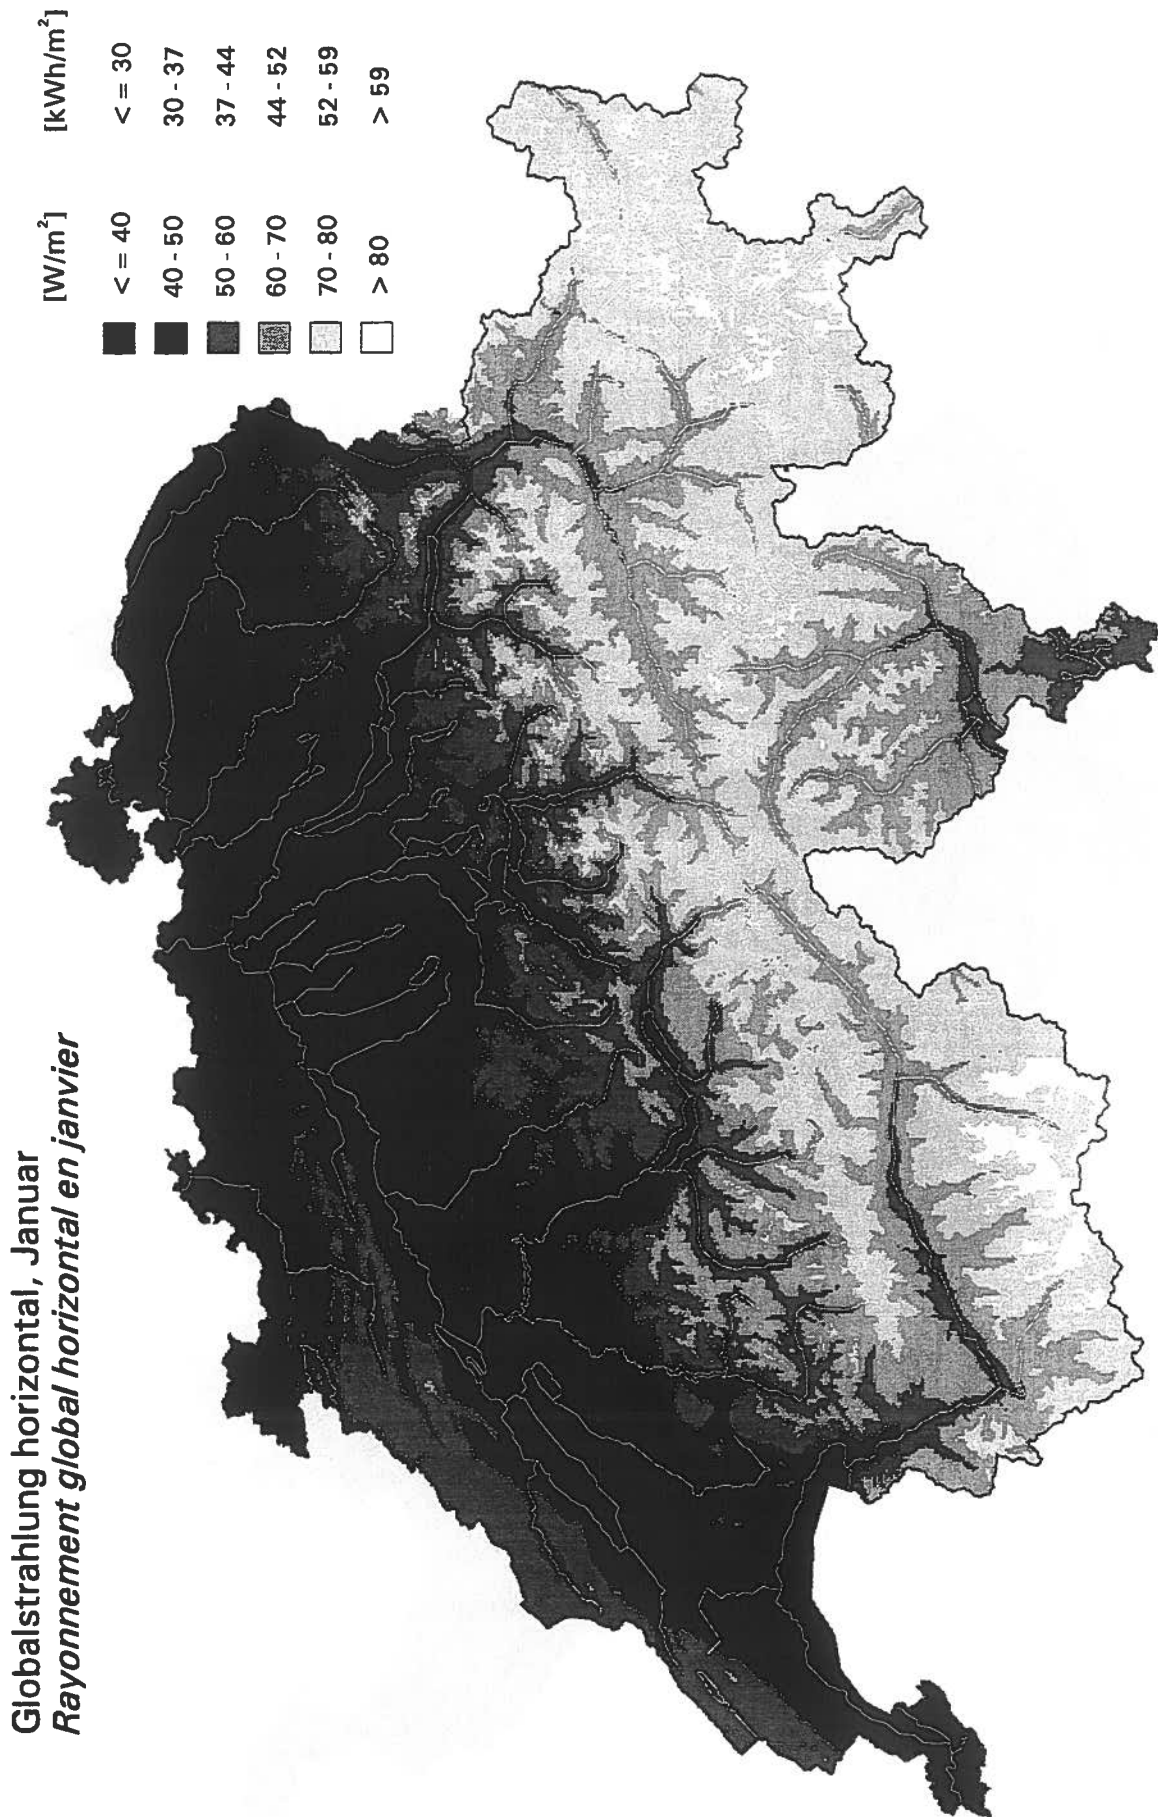 Globalstrahlung horizontal, Januar
Rayonnement global horizontal en janvier
[W/m²] [kWh/m²]
<= 40 <= 30
40 - 50 30 - 37
50 - 60 37 - 44
60 - 70 44 - 52
70 - 80 52 - 59
> 80 > 59